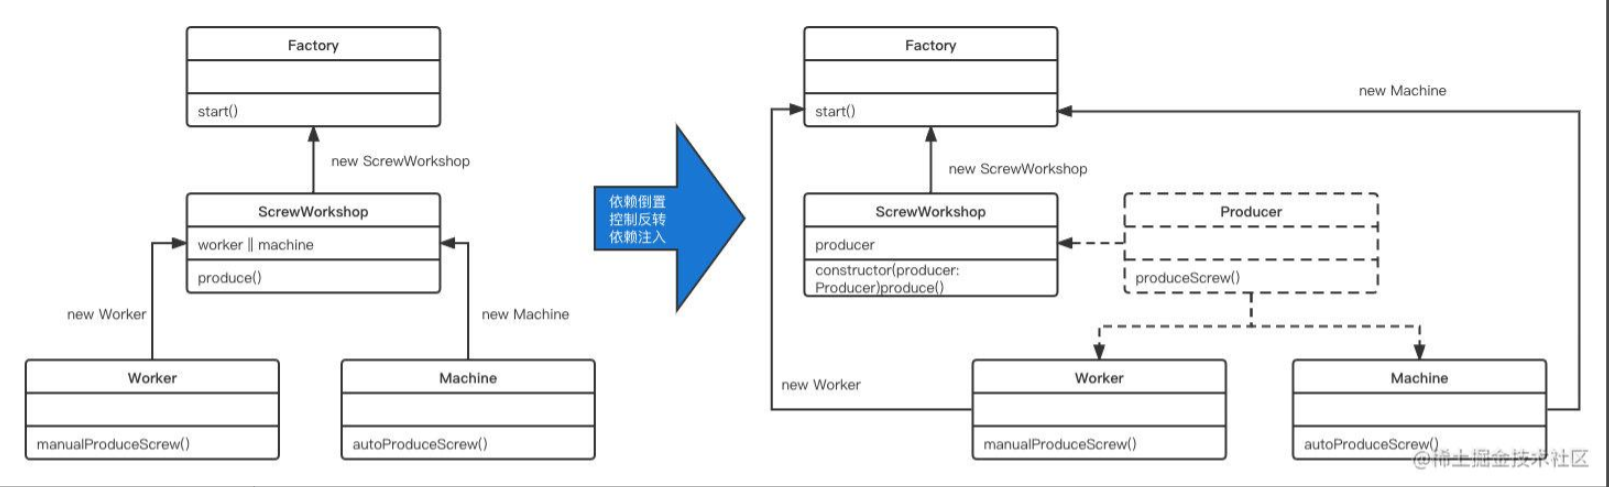 Factory
start()
new ScrewWorkshop
ScrewWorkshop
worker || machine
produce()
new Worker
new Machine
Worker
manualProduceScrew()
Machine
autoProduceScrew()
依赖倒置
控制反转
依赖注入
Factory
start()
new Machine
new ScrewWorkshop
ScrewWorkshop
producer
constructor(producer:
Producer)produce()
Producer
produceScrew()
new Worker
Worker
manualProduceScrew()
Machine
autoProduceScrew()
@稀土掘金技术社区